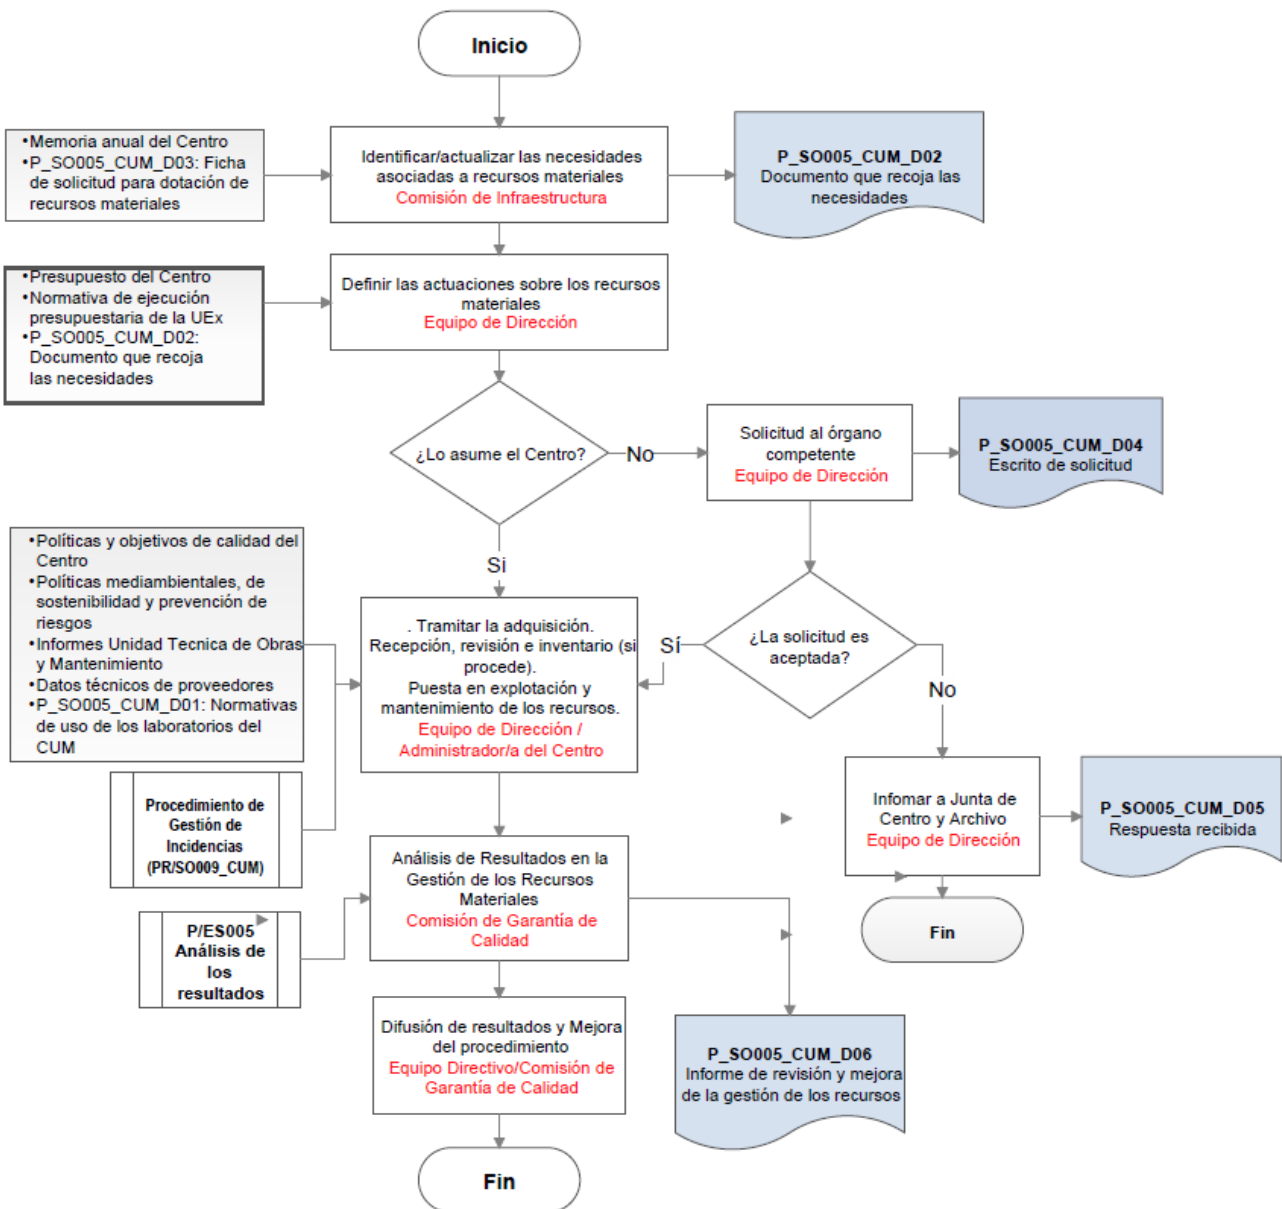 Inicio
•Memoria anual del Centro
•P_SO005_CUM_D03: Ficha
de solicitud para dotación de
recursos materiales
Identificar/actualizar las necesidades
asociadas a recursos materiales
Comisión de Infraestructura
P_SO005_CUM_D02
Documento que recoja las
necesidades
•Presupuesto del Centro
•Normativa de ejecución
presupuestaria de la UEx
•P_SO005_CUM_D02:
Documento que recoja
las necesidades
Definir las actuaciones sobre los recursos
materiales
Equipo de Dirección
¿Lo asume el Centro?
No
Solicitud al órgano
competente
Equipo de Dirección
P_SO005_CUM_D04
Escrito de solicitud
Si
•Políticas y objetivos de calidad del
Centro
•Políticas mediambientales, de
sostenibilidad y prevención de
riesgos
•Informes Unidad Tecnica de Obras
y Mantenimiento
•Datos técnicos de proveedores
•P_SO005_CUM_D01: Normativas
de uso de los laboratorios del
CUM
. Tramitar la adquisición.
Recepción, revisión e inventario (si
procede).
Puesta en explotación y
mantenimiento de los recursos.
Equipo de Dirección /
Administrador/a del Centro
Sí
¿La solicitud es
aceptada?
No
Procedimiento de
Gestión de
Incidencias
(PR/SO009_CUM)
Infomar a Junta de
Centro y Archivo
Equipo de Dirección
P_SO005_CUM_D05
Respuesta recibida
Análisis de Resultados en la
Gestión de los Recursos
Materiales
Comisión de Garantía de
Calidad
P/ES005
Análisis de
los
resultados
Fin
Difusión de resultados y Mejora
del procedimiento
Equipo Directivo/Comisión de
Garantía de Calidad
P_SO005_CUM_D06
Informe de revisión y mejora
de la gestión de los recursos
Fin